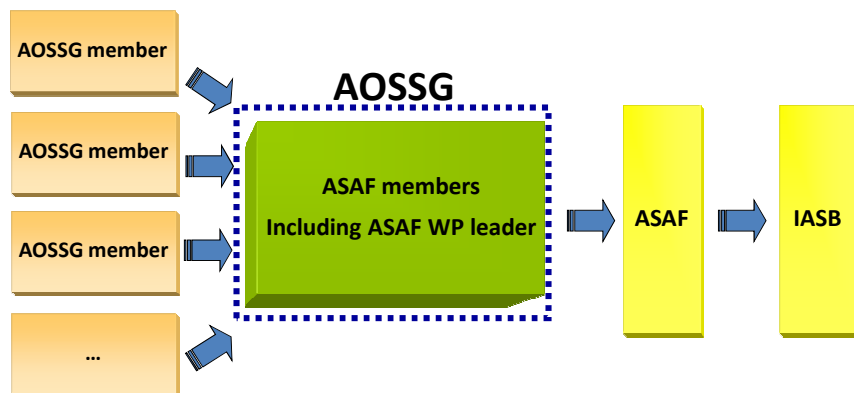 AOSSG member
AOSSG member
AOSSG member
...
AOSSG
ASAF members
Including ASAF WP leader
ASAF
IASB